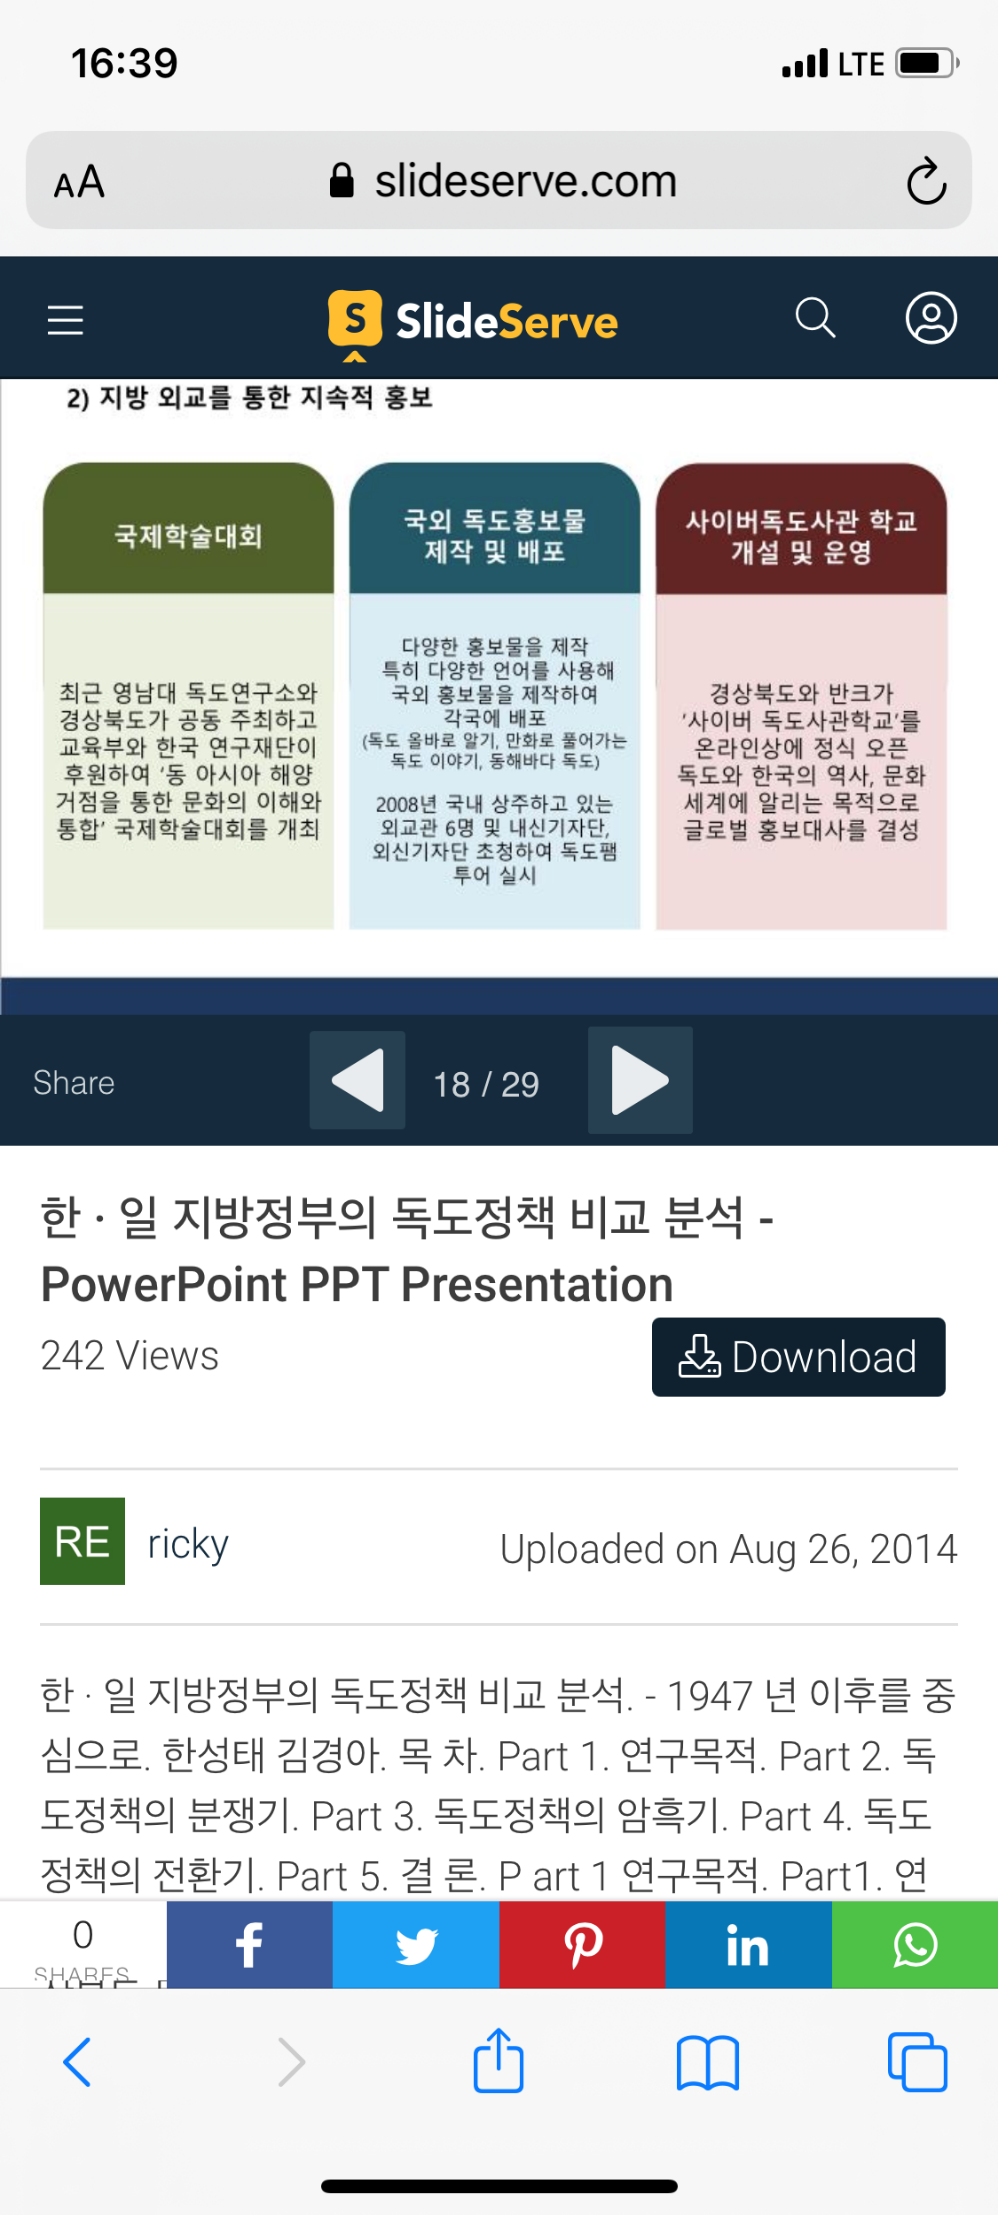 16:39
LTE
AA
slideserve.com
S SlideServe
2) 지방 외교를 통한 지속적 홍보
국제학술대회
최근 영남대 독도연구소와
경상북도가 공동 주최하고
교육부와 한국 연구재단이
후원하여 '동 아시아 해양
거점을 통한 문화의 이해와
통합' 국제학술대회를 개최
국외 독도홍보물
제작 및 배포
다양한 홍보물을 제작
특히 다양한 언어를 사용해
국외 홍보물을 제작하여
각국에 배포
(독도 올바로 알기, 만화로 풀어가는
독도 이야기, 동해바다 독도)
2008년 국내 상주하고 있는
외교관 6명 및 내신기자단,
외신기자단 초청하여 독도팸
투어 실시
사이버독도사관 학교
개설 및 운영
경상북도와 반크가
'사이버 독도사관학교'를
온라인상에 정식 오픈
독도와 한국의 역사, 문화
세계에 알리는 목적으로
글로벌 홍보대사를 결성
Share
18 / 29
한 · 일 지방정부의 독도정책 비교 분석 -
PowerPoint PPT Presentation
242 Views
Download
RE
ricky
Uploaded on Aug 26, 2014
한 · 일 지방정부의 독도정책 비교 분석. - 1947 년 이후를 중
심으로. 한성태 김경아. 목 차. Part 1. 연구목적. Part 2. 독
도정책의 분쟁기. Part 3. 독도정책의 암흑기. Part 4. 독도
정책의 전환기. Part 5. 결 론. P art 1 연구목적. Part1. 연
0
SHARES